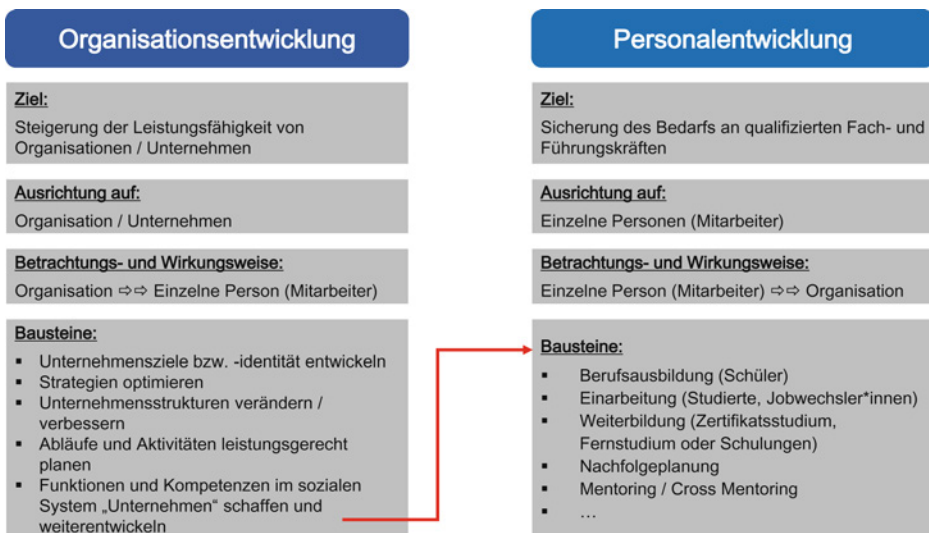 Organisationsentwicklung
Ziel:
Steigerung der Leistungsfähigkeit von
Organisationen / Unternehmen
Ausrichtung auf:
Organisation / Unternehmen
Betrachtungs- und Wirkungsweise:
Organisation ⇨⇨ Einzelne Person (Mitarbeiter)
Bausteine:
▪ Unternehmensziele bzw. -identität entwickeln
▪ Strategien optimieren
▪ Unternehmensstrukturen verändern /
verbessern
▪ Abläufe und Aktivitäten leistungsgerecht
planen
▪ Funktionen und Kompetenzen im sozialen
System „Unternehmen“ schaffen und
weiterentwickeln
Personalentwicklung
Ziel:
Sicherung des Bedarfs an qualifizierten Fach- und
Führungskräften
Ausrichtung auf:
Einzelne Personen (Mitarbeiter)
Betrachtungs- und Wirkungsweise:
Einzelne Person (Mitarbeiter) ⇨⇨ Organisation
Bausteine:
▪ Berufsausbildung (Schüler)
▪ Einarbeitung (Studierte, Jobwechsler*innen)
▪ Weiterbildung (Zertifikatsstudium,
Fernstudium oder Schulungen)
▪ Nachfolgeplanung
▪ Mentoring / Cross Mentoring
▪ …